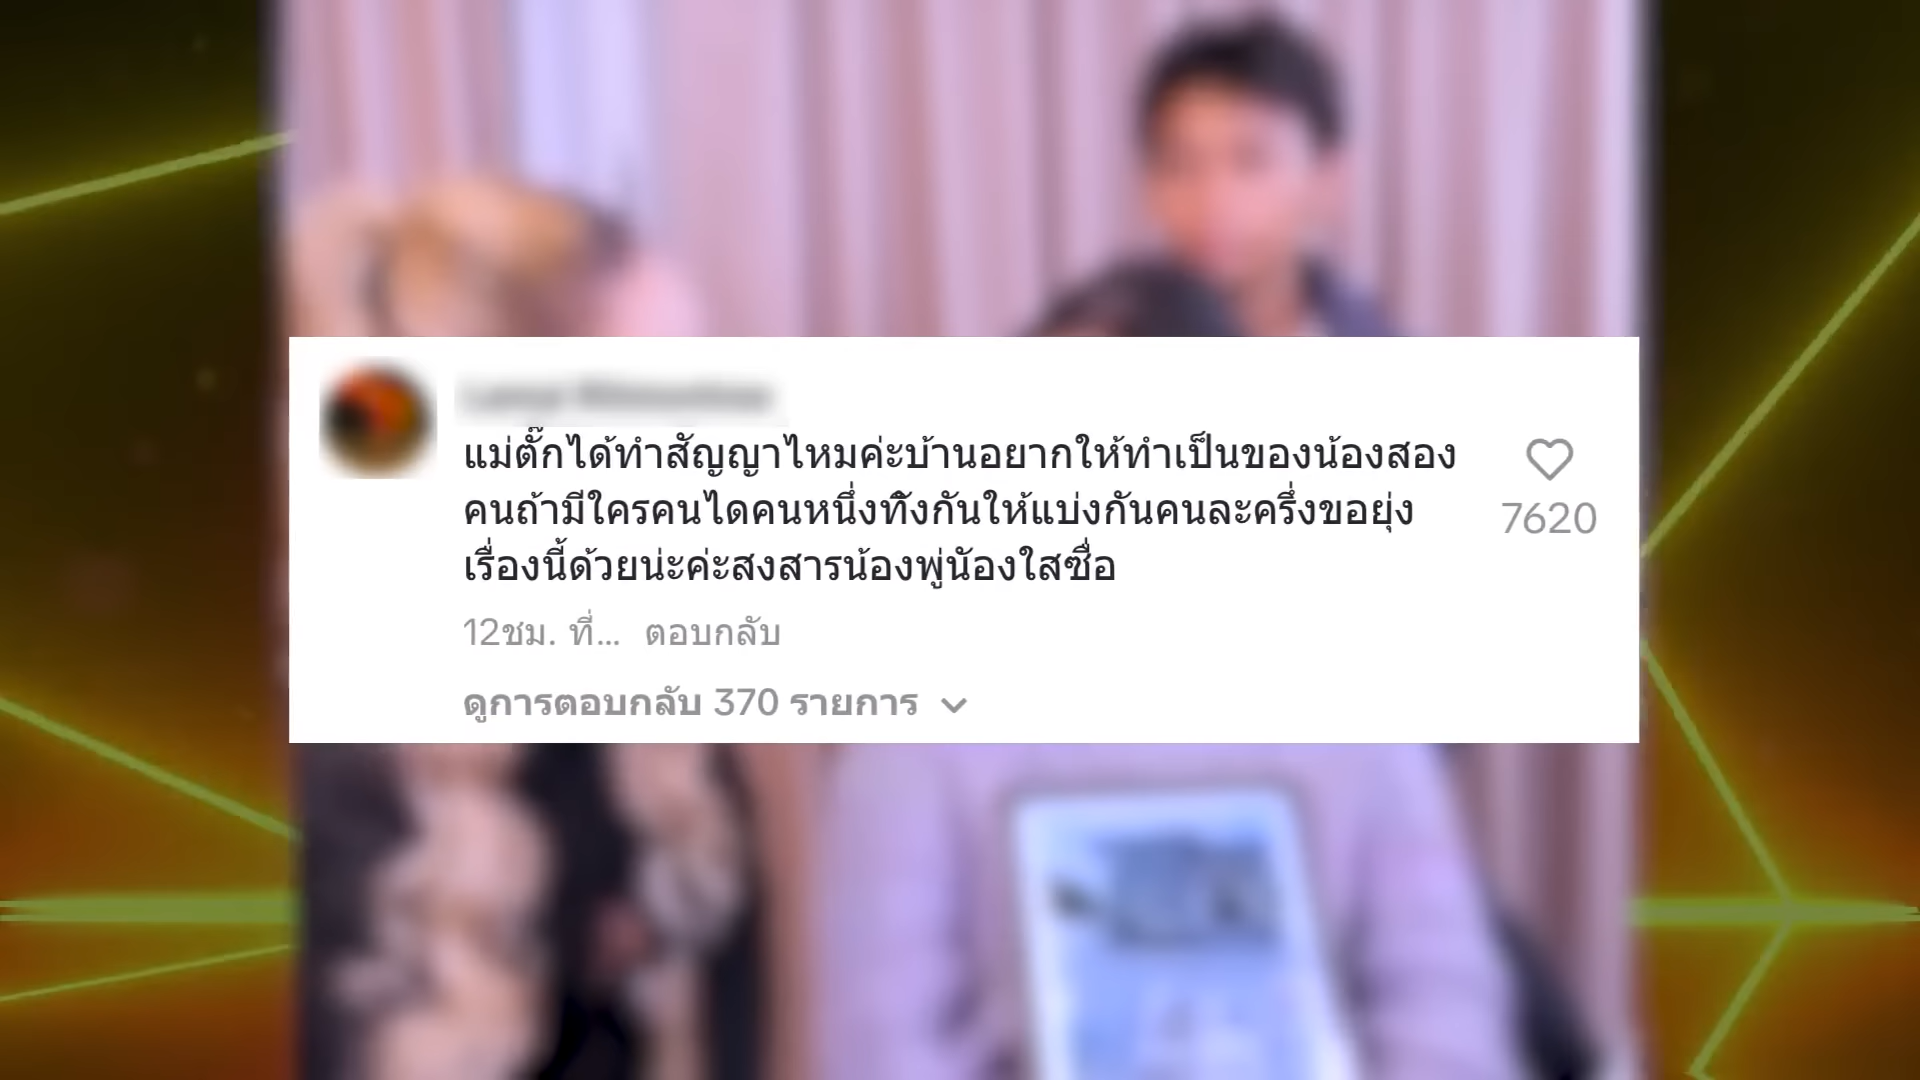 แม่ตั๊กได้ทำสัญญาไหมค่ะบ้านอยากให้ทำเป็นของน้องสอง
คนถ้ามีใครคนไดคนหนึ่งทิ้งกันให้แบ่งกันคนละครึ่งขอยุ่ง
เรื่องนี้ด้วยน่ะค่ะสงสารน้องพู่น้องใสซื่อ
7620
12ชม. ที่... ตอบกลับ
ดูการตอบกลับ 370 รายการ